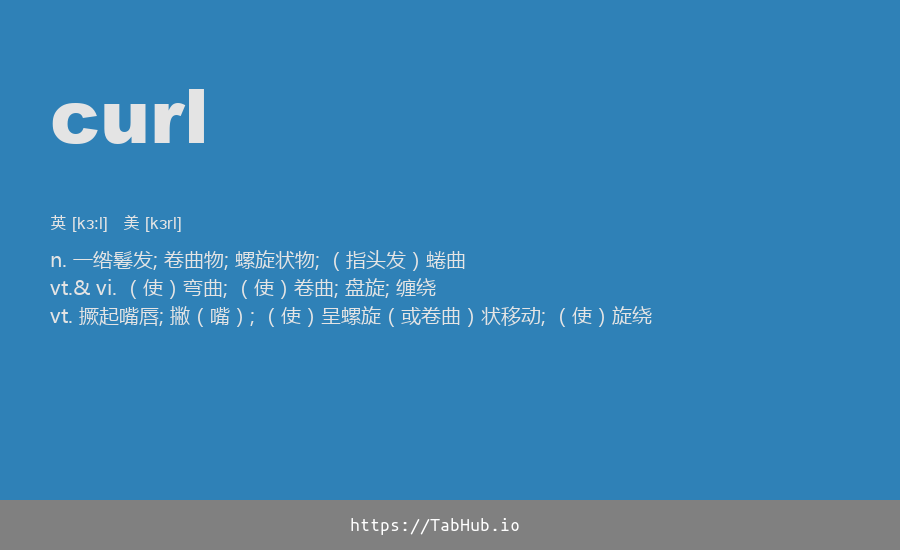 curl
英 [kɜ:l] 美 [kɜrl]
n. 一绺鬈发; 卷曲物; 螺旋状物; （指头发）蜷曲
vt.& vi. （使）弯曲; （使）卷曲; 盘旋; 缠绕
vt. 撅起嘴唇; 撇（嘴）; （使）呈螺旋（或卷曲）状移动; （使）旋绕
https://TabHub.io